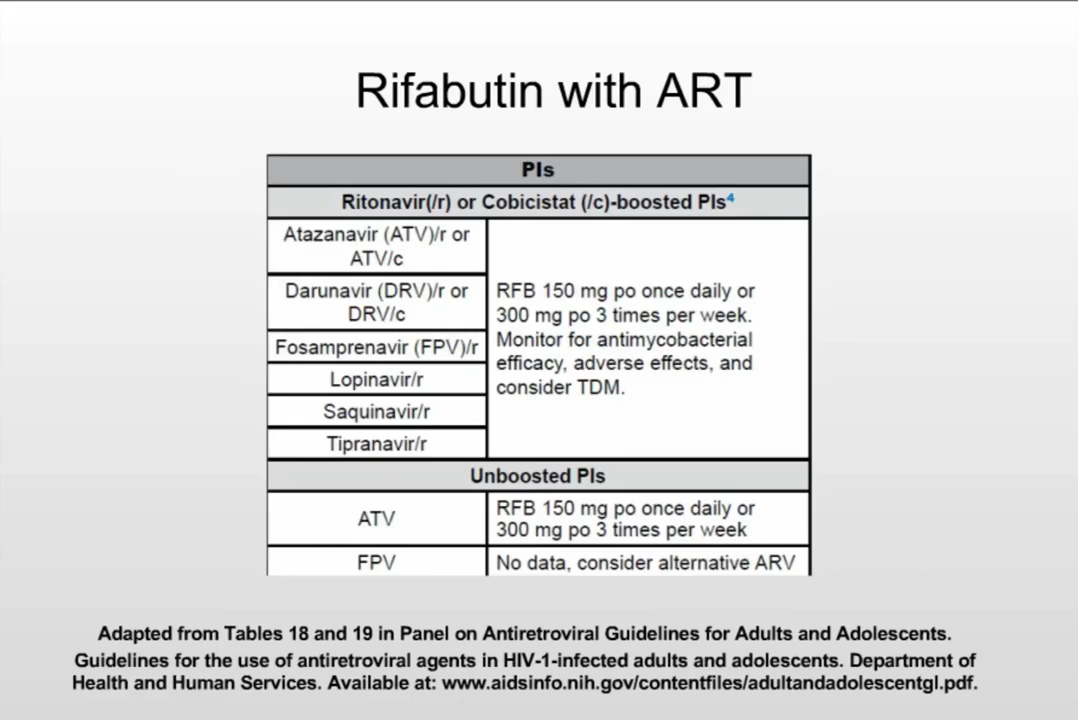 Rifabutin with ART
PIs
Ritonavir(/r) or Cobicistat (/c)-boosted PIs⁴
Atazanavir (ATV)/r or
ATV/c
Darunavir (DRV)/r or
DRV/c
Fosamprenavir (FPV)/r
Lopinavir/r
Saquinavir/r
Tipranavir/r
RFB 150 mg po once daily or
300 mg po 3 times per week.
Monitor for antimycobacterial
efficacy, adverse effects, and
consider TDM.
Unboosted PIs
ATV
RFB 150 mg po once daily or
300 mg po 3 times per week
FPV
No data, consider alternative ARV
Adapted from Tables 18 and 19 in Panel on Antiretroviral Guidelines for Adults and Adolescents.
Guidelines for the use of antiretroviral agents in HIV-1-infected adults and adolescents. Department of
Health and Human Services. Available at: www.aidsinfo.nih.gov/contentfiles/adultandadolescentgl.pdf.